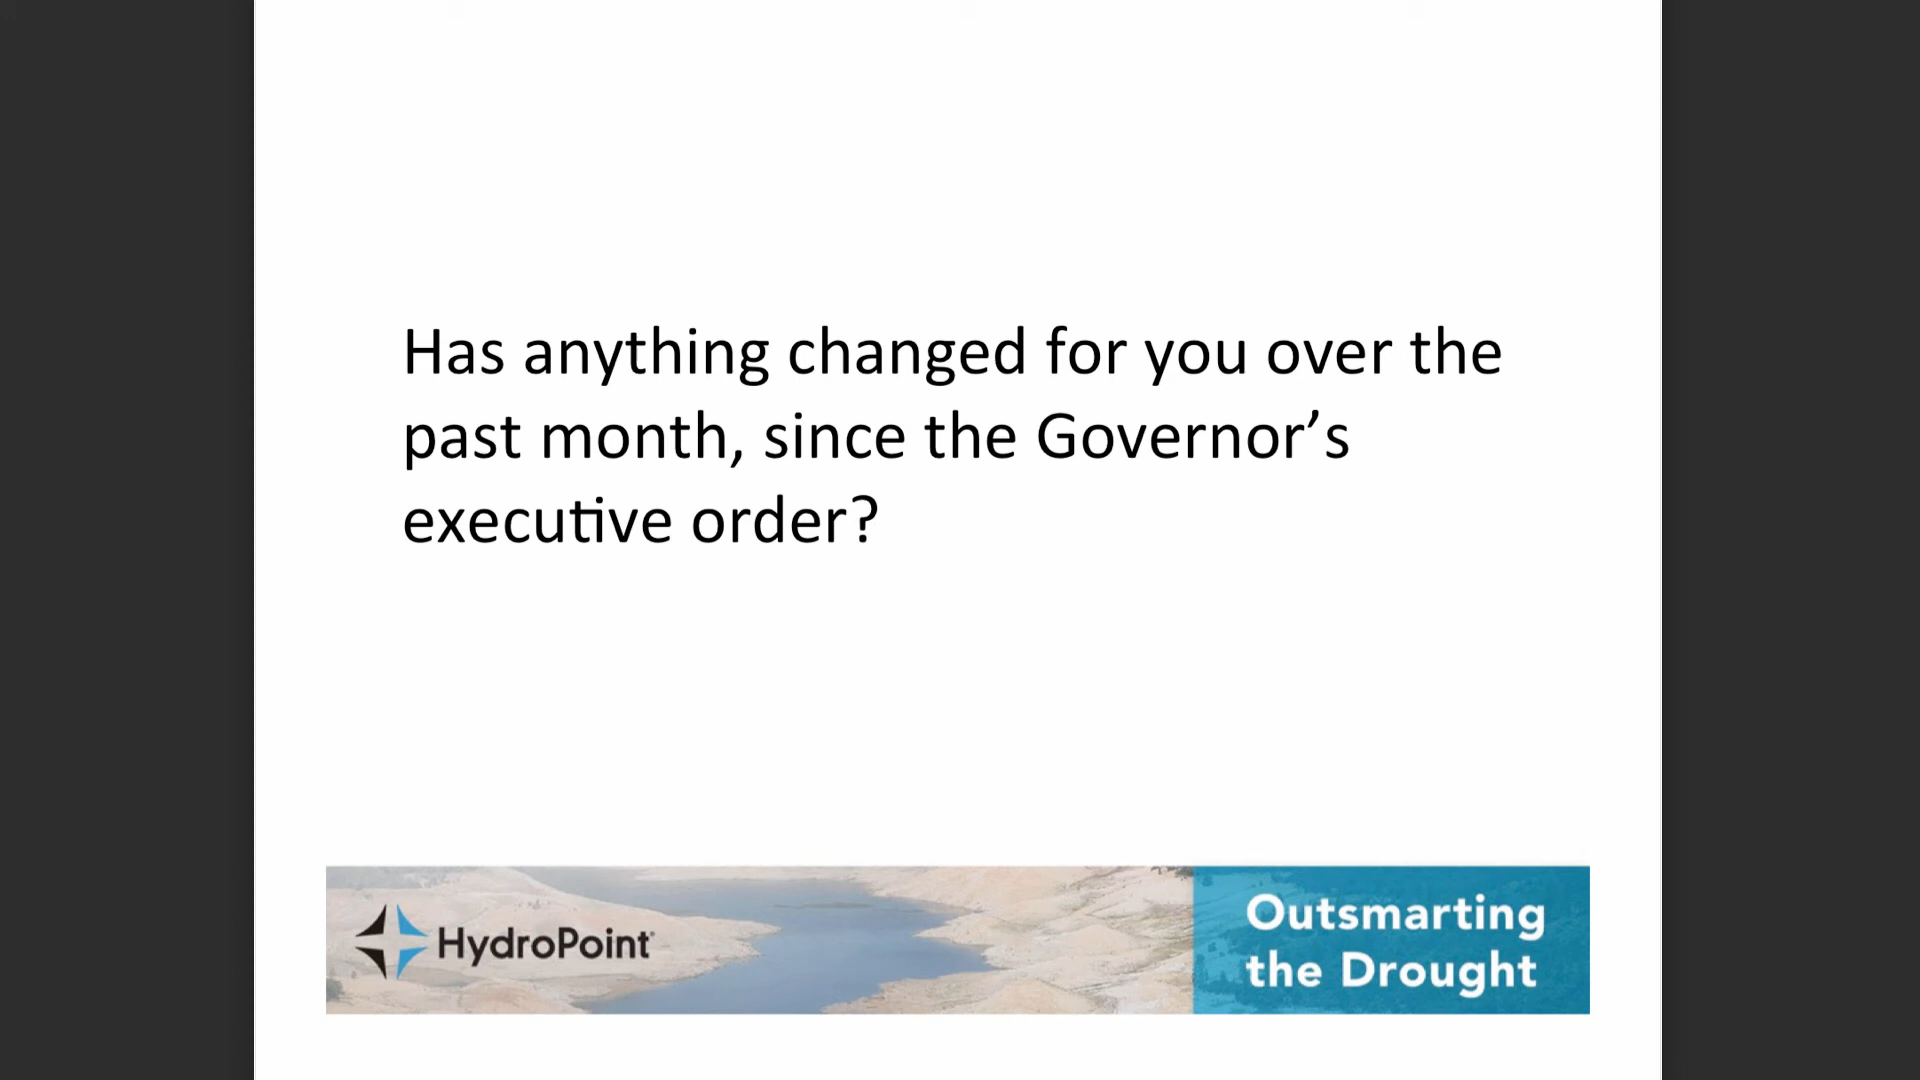 Has anything changed for you over the
past month, since the Governor’s
executive order?
HydroPoint
Outsmarting
the Drought